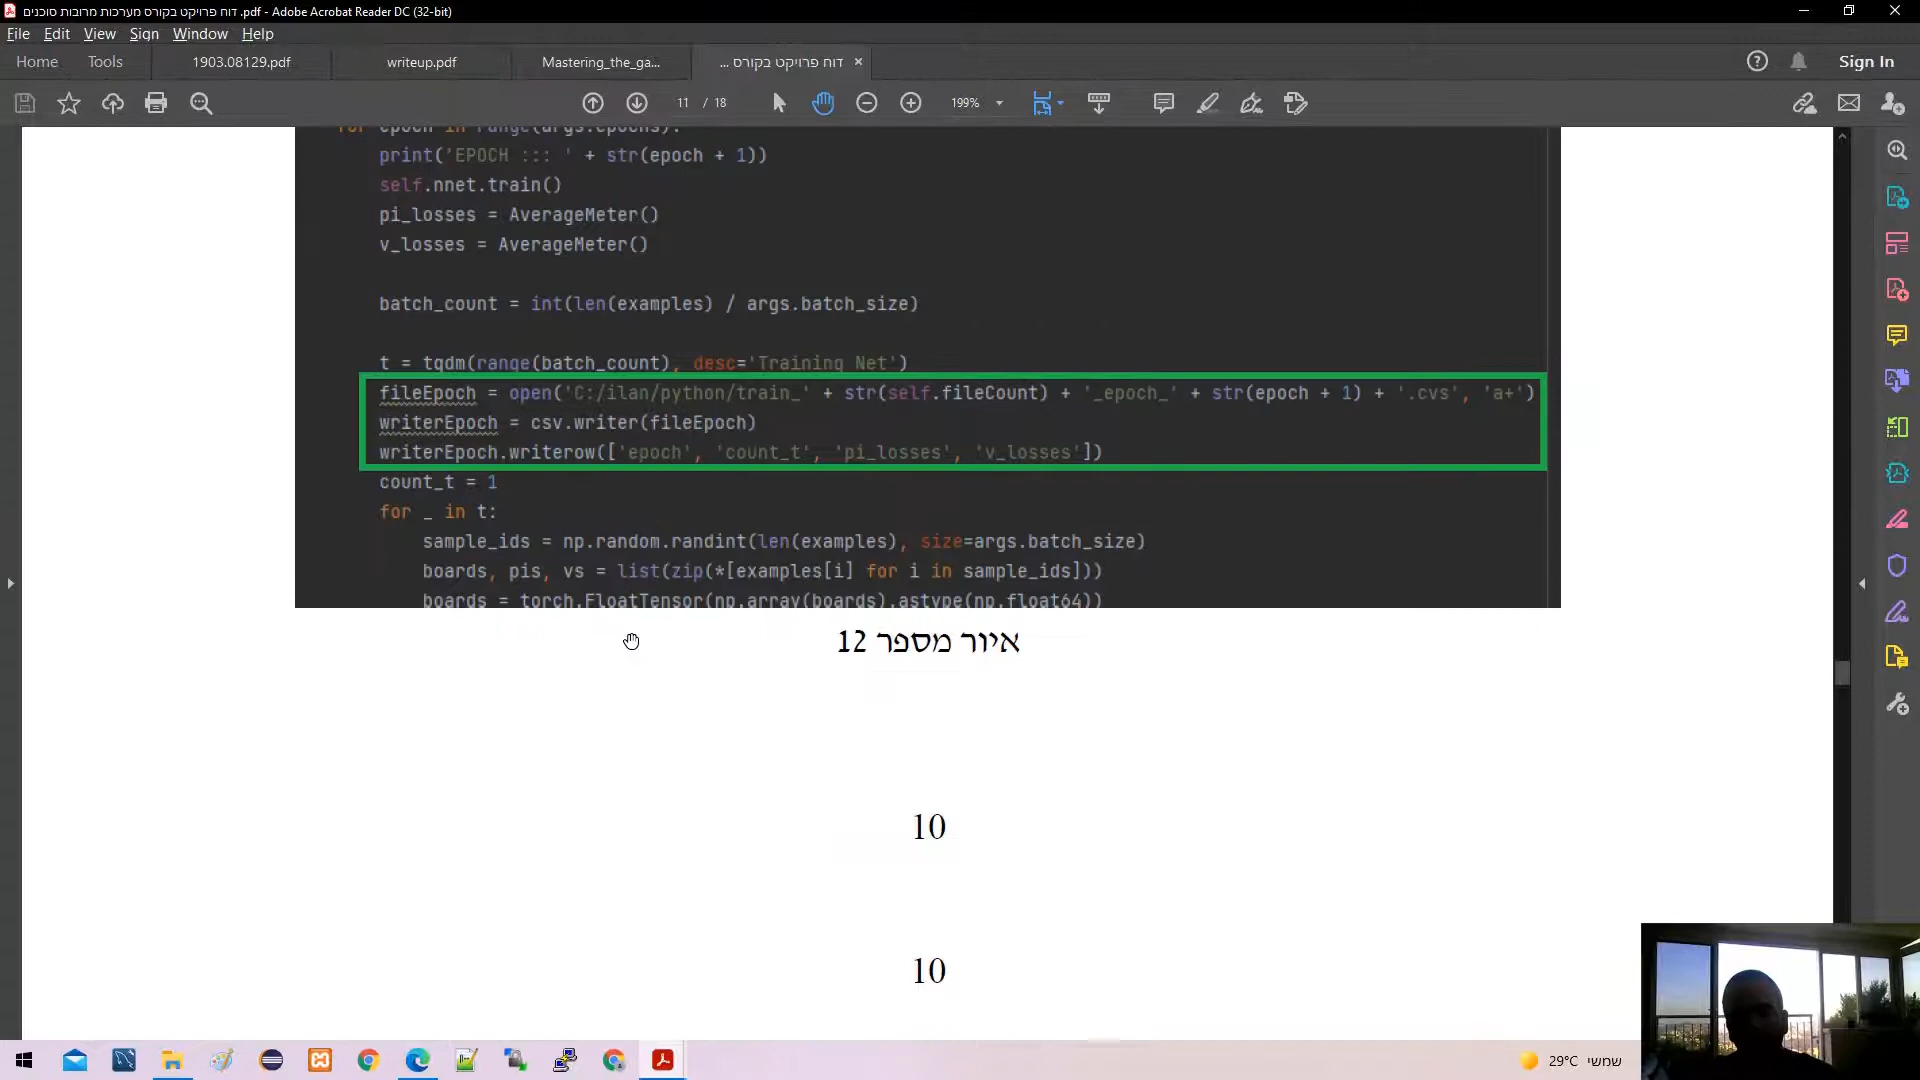 דוח פרויקט בקורס מערכות מרובות סוכנים .pdf - Adobe Acrobat Reader DC (32-bit)
File Edit View Sign Window Help
Home Tools 1903.08129.pdf writeup.pdf Mastering_the_ga... דוח פרויקט בקורס ... × Sign In
11 / 18 199%
for epoch in range(args.epochs):
print('EPOCH ::: ' + str(epoch + 1))
self.nnet.train()
pi_losses = AverageMeter()
v_losses = AverageMeter()
batch_count = int(len(examples) / args.batch_size)
t = tqdm(range(batch_count), desc='Training Net')
fileEpoch = open('C:/ilan/python/train_' + str(self.fileCount) + '_epoch_' + str(epoch + 1) + '.cvs', 'a+')
writerEpoch = csv.writer(fileEpoch)
writerEpoch.writerow(['epoch', 'count_t', 'pi_losses', 'v_losses'])
count_t = 1
for _ in t:
sample_ids = np.random.randint(len(examples), size=args.batch_size)
boards, pis, vs = list(zip(*[examples[i] for i in sample_ids]))
boards = torch.FloatTensor(np.array(boards).astype(np.float64))
איור מספר 12
10
10
29°C שמשי